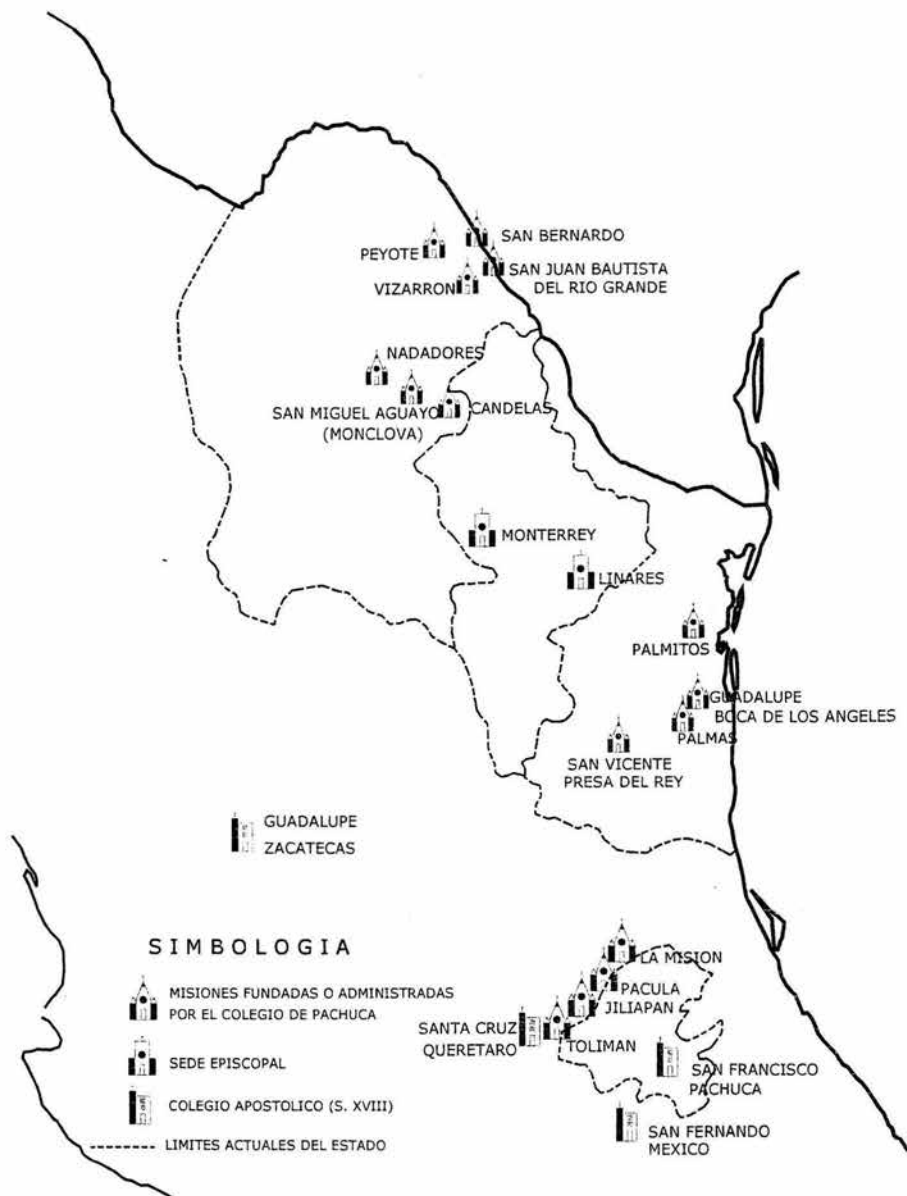 SAN BERNARDO
PEYOTE
SAN JUAN BAUTISTA
DEL RIO GRANDE
VIZARRON
NADADORES
SAN MIGUEL AGUAYO
(MONCLOVA)
CANDELAS
MONTERREY
LINARES
PALMITOS
GUADALUPE
BOCA DE LOS ANGELES
PALMAS
SAN VICENTE
PRESA DEL REY
GUADALUPE
ZACATECAS
SIMBOLOGIA
MISIONES FUNDADAS O ADMINISTRADAS
POR EL COLEGIO DE PACHUCA
SEDE EPISCOPAL
COLEGIO APOSTOLICO (S. XVIII)
LIMITES ACTUALES DEL ESTADO
LA MISION
PACULA
JILIAPAN
SANTA CRUZ
QUERETARO
TOLIMAN
SAN FRANCISCO
PACHUCA
SAN FERNANDO
MEXICO